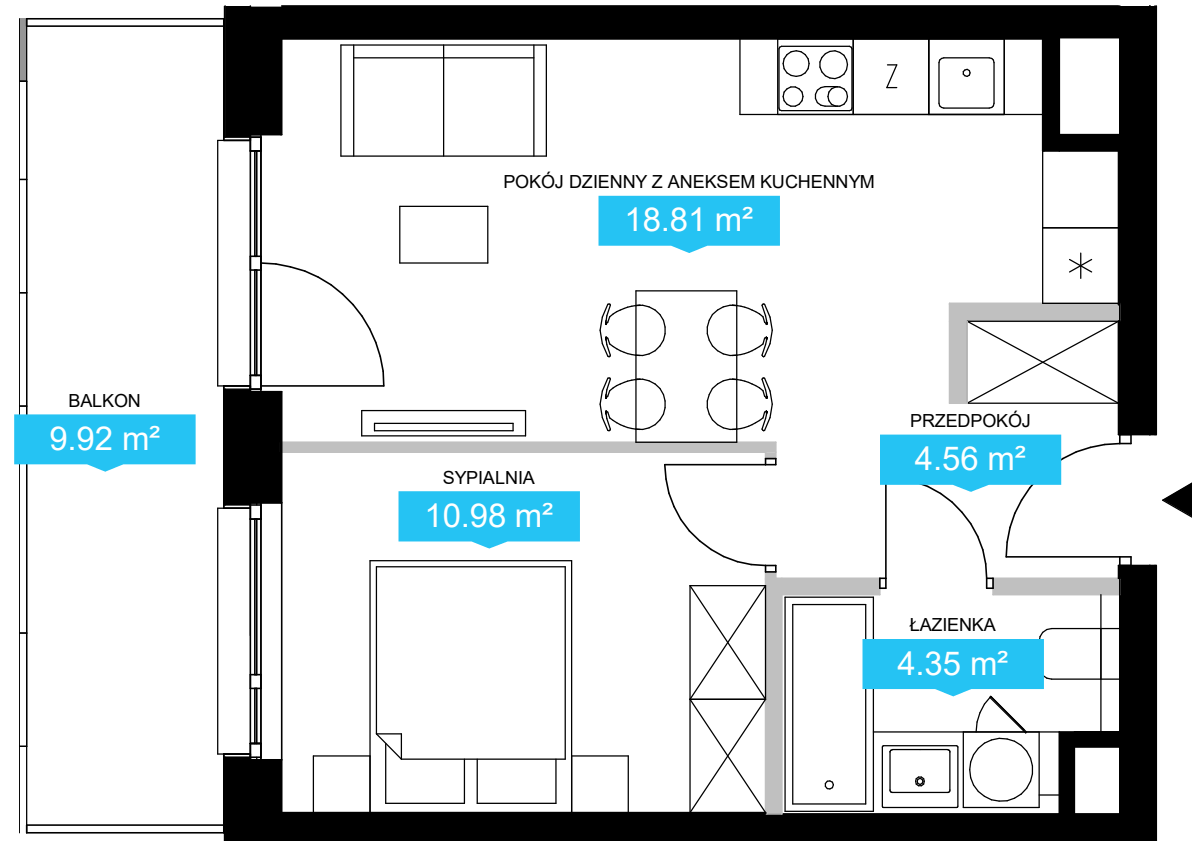 Z
POKÓJ DZIENNY Z ANEKSEM KUCHENNYM
18.81 m²
BALKON
9.92 m²
PRZEDPOKÓJ
4.56 m²
SYPIALNIA
10.98 m²
ŁAZIENKA
4.35 m²